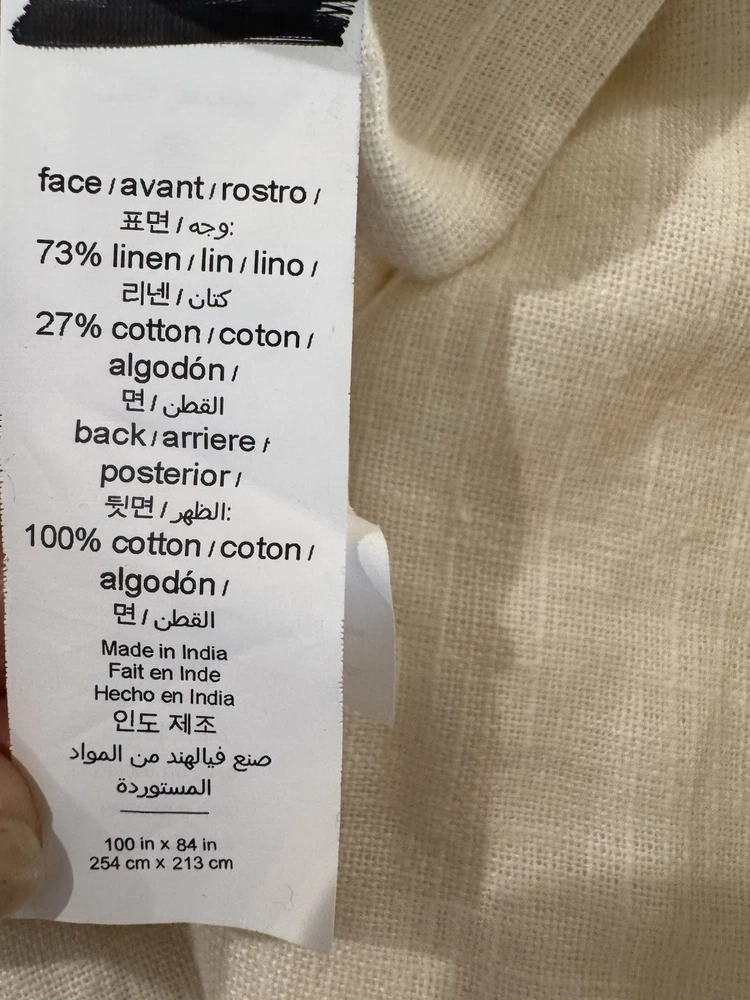 face / avant / rostro /
표면 / وجه:
73% linen / lin / lino /
리넨 / كتان
27% cotton / coton /
algodón /
면 / القطن
back / arriere /
posterior /
뒷면 / الظهر:
100% cotton / coton /
algodón /
면 / القطن
Made in India
Fait en Inde
Hecho en India
인도 제조
صنع فيالهند من المواد
المستوردة
100 in x 84 in
254 cm x 213 cm